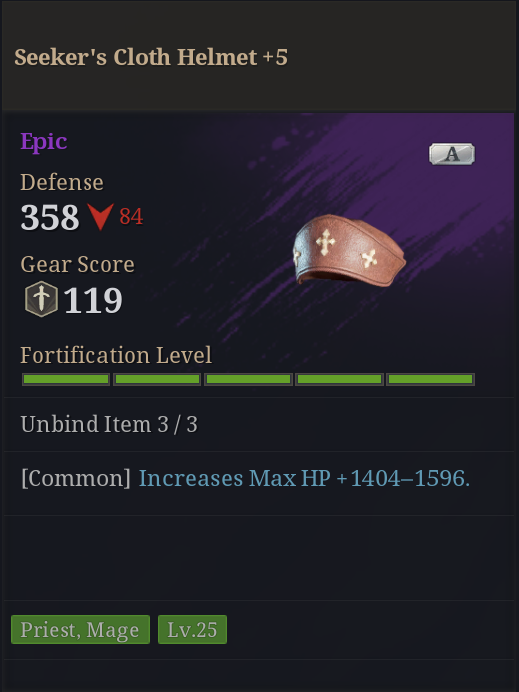 Seeker's Cloth Helmet +5
Epic
A
Defense
358 84
Gear Score
119
Fortification Level
Unbind Item 3 / 3
[Common] Increases Max HP +1404–1596.
Priest, Mage Lv.25